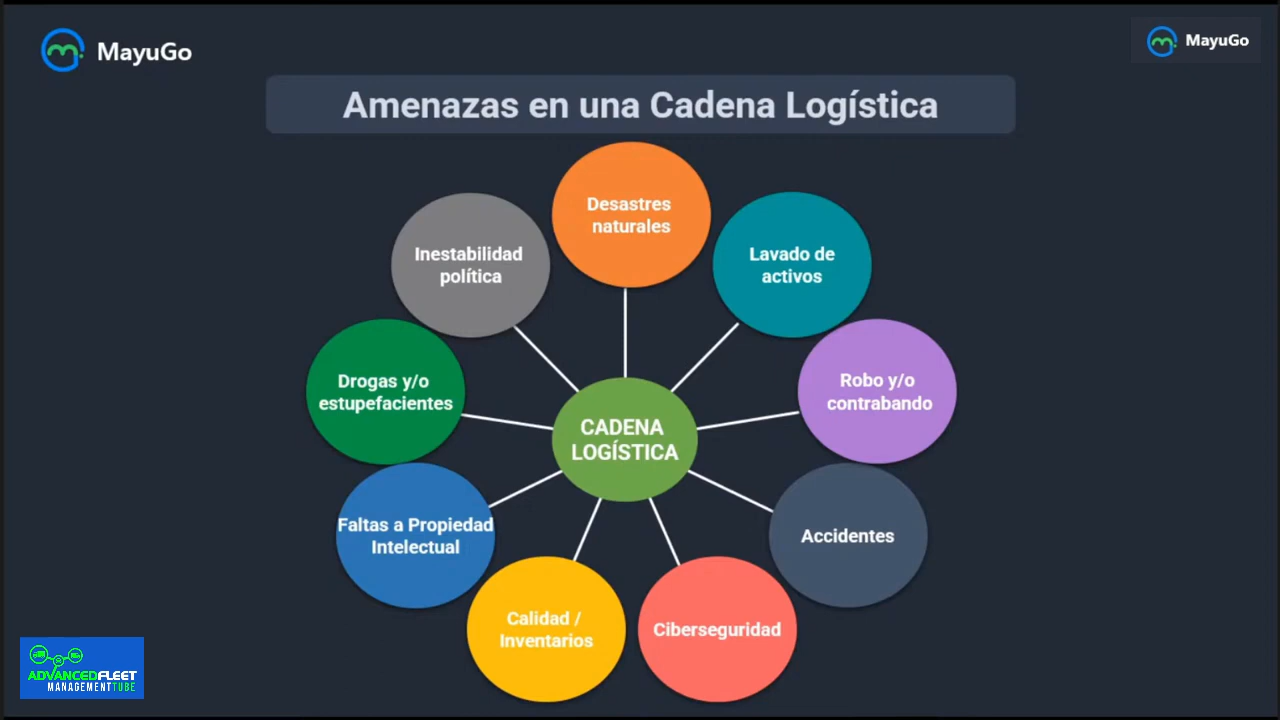 MayuGo
MayuGo
Amenazas en una Cadena Logística
Desastres
naturales
Lavado de
activos
Robo y/o
contrabando
Accidentes
Ciberseguridad
Calidad /
Inventarios
Faltas a Propiedad
Intelectual
Drogas y/o
estupefacientes
Inestabilidad
política
CADENA
LOGÍSTICA
ADVANCEDFLEET
MANAGEMENTTUBE